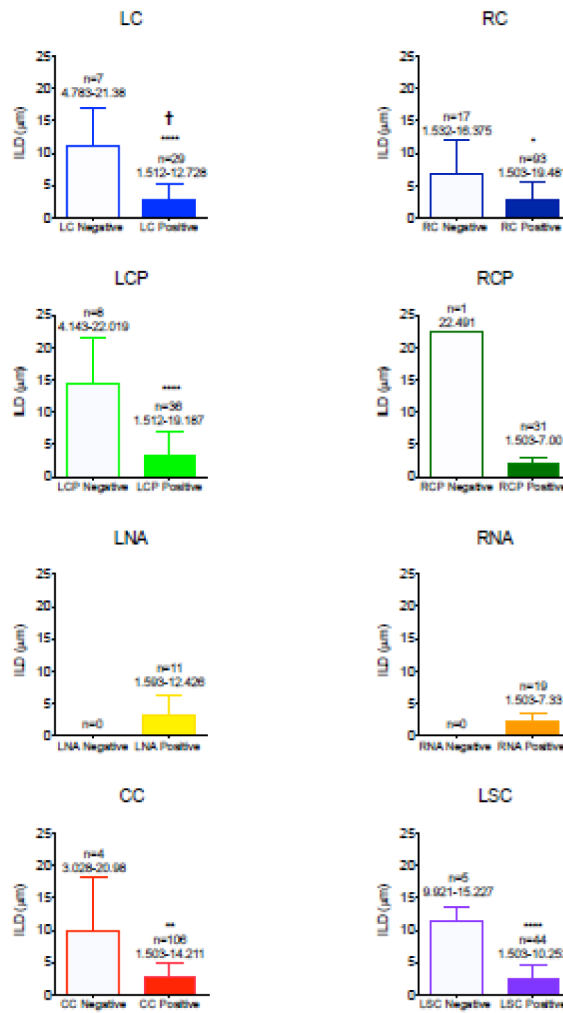 LC
RC
25
20
15
10
5
0
ILD (μm)
n=7
4.783-21.38
†
****
n=29
1.512-12.728
LC Negative LC Positive
25
20
15
10
5
0
ILD (μm)
n=17
1.532-16.375
*
n=93
1.503-19.481
RC Negative RC Positive
LCP
RCP
25
20
15
10
5
0
ILD (μm)
n=8
4.143-22.019
****
n=36
1.512-19.187
LCP Negative LCP Positive
25
20
15
10
5
0
ILD (μm)
n=1
22.491
n=31
1.503-7.00
RCP Negative RCP Positive
LNA
RNA
25
20
15
10
5
0
ILD (μm)
n=0
n=11
1.593-12.426
LNA Negative LNA Positive
25
20
15
10
5
0
ILD (μm)
n=0
n=19
1.503-7.33
RNA Negative RNA Positive
CC
LSC
25
20
15
10
5
0
ILD (μm)
n=4
3.028-20.98
**
n=106
1.503-14.211
CC Negative CC Positive
25
20
15
10
5
0
ILD (μm)
n=5
9.921-15.227
****
n=44
LSC Negative LSC Positive